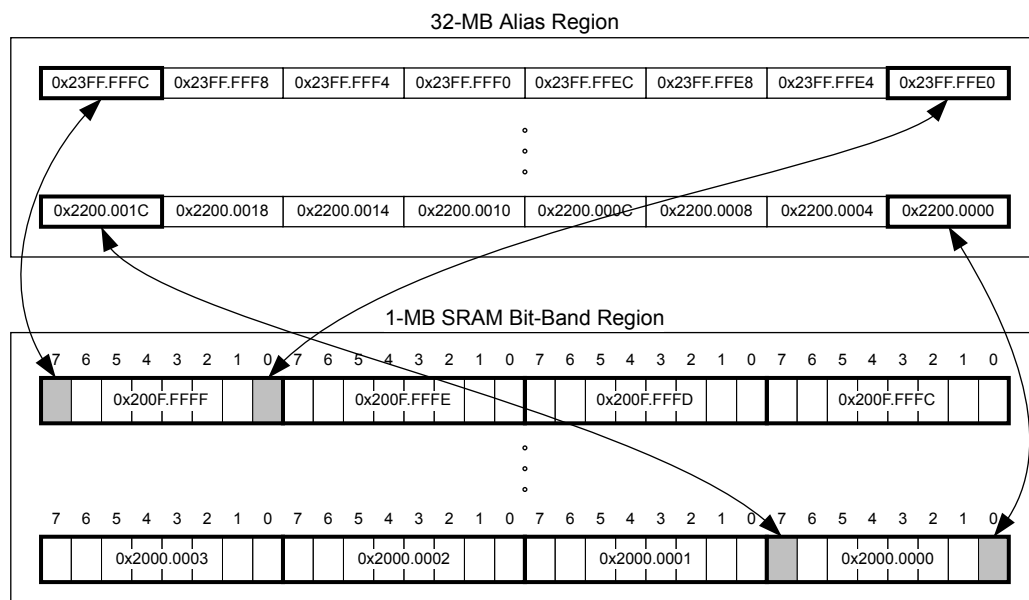 32-MB Alias Region
0x23FF.FFFC 0x23FF.FFF8 0x23FF.FFF4 0x23FF.FFF0 0x23FF.FFEC 0x23FF.FFE8 0x23FF.FFE4 0x23FF.FFE0
0x2200.001C 0x2200.0018 0x2200.0014 0x2200.0010 0x2200.000C 0x2200.0008 0x2200.0004 0x2200.0000
1-MB SRAM Bit-Band Region
7 6 5 4 3 2 1 0 7 6 5 4 3 2 1 0 7 6 5 4 3 2 1 0 7 6 5 4 3 2 1 0
0x200F.FFFF 0x200F.FFFE 0x200F.FFFD 0x200F.FFFC
7 6 5 4 3 2 1 0 7 6 5 4 3 2 1 0 7 6 5 4 3 2 1 0 7 6 5 4 3 2 1 0
0x2000.0003 0x2000.0002 0x2000.0001 0x2000.0000